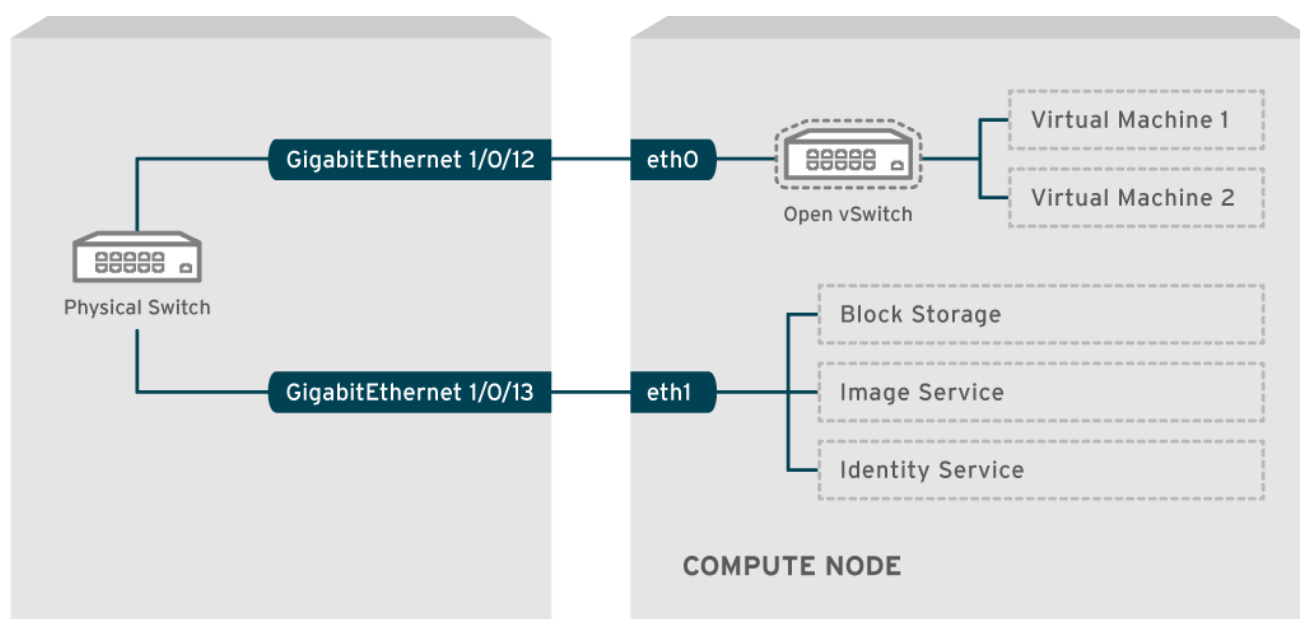 GigabitEthernet 1/0/12
eth0
Open vSwitch
Virtual Machine 1
Virtual Machine 2
Physical Switch
GigabitEthernet 1/0/13
eth1
Block Storage
Image Service
Identity Service
COMPUTE NODE